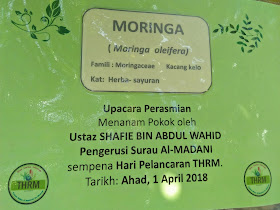 MORINGA
( Moringa oleifera)
Famili : Moringaceae Kacang kelo
Kat: Herba- sayuran
Upacara Perasmian
Menanam Pokok oleh
Ustaz SHAFIE BIN ABDUL WAHID
Pengerusi Surau Al-MADANI
sempena Hari Pelancaran THRM.
Tarikh: Ahad, 1 April 2018
THRM
THRM